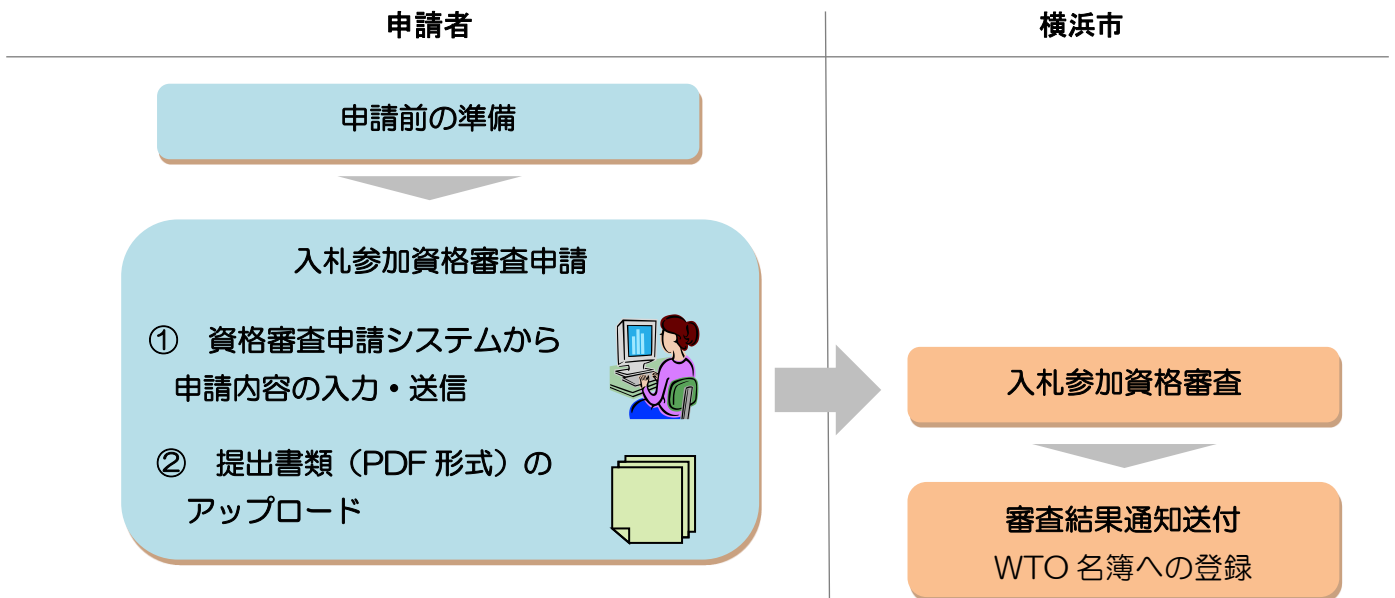 申請者
横浜市
申請前の準備
入札参加資格審査申請
① 資格審査申請システムから
申請内容の入力・送信
② 提出書類（PDF 形式）の
アップロード
入札参加資格審査
審査結果通知送付
WTO 名簿への登録